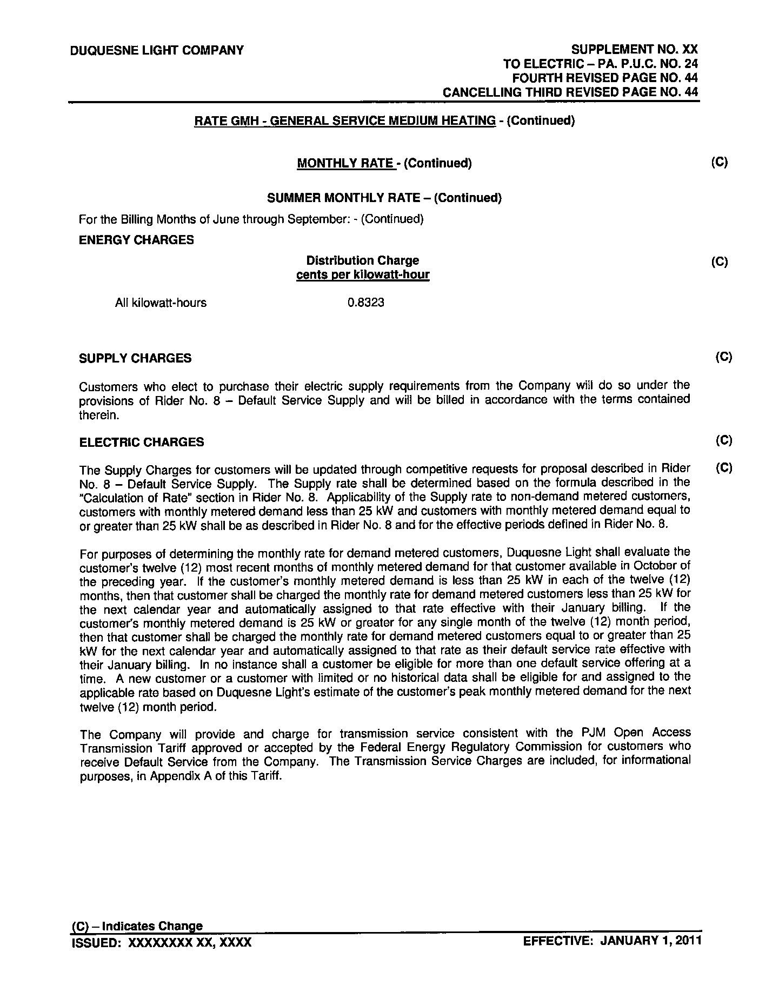 DUQUESNE LIGHT COMPANY
SUPPLEMENT NO. XX
TO ELECTRIC – PA. P.U.C. NO. 24
FOURTH REVISED PAGE NO. 44
CANCELLING THIRD REVISED PAGE NO. 44
RATE GMH - GENERAL SERVICE MEDIUM HEATING - (Continued)
MONTHLY RATE - (Continued) (C)
SUMMER MONTHLY RATE – (Continued)
For the Billing Months of June through September: - (Continued)
ENERGY CHARGES
Distribution Charge (C)
cents per kilowatt-hour
All kilowatt-hours 0.8323
SUPPLY CHARGES (C)
Customers who elect to purchase their electric supply requirements from the Company will do so under the
provisions of Rider No. 8 – Default Service Supply and will be billed in accordance with the terms contained
therein.
ELECTRIC CHARGES (C)
The Supply Charges for customers will be updated through competitive requests for proposal described in Rider (C)
No. 8 – Default Service Supply. The Supply rate shall be determined based on the formula described in the
“Calculation of Rate” section in Rider No. 8. Applicability of the Supply rate to non-demand metered customers,
customers with monthly metered demand less than 25 kW and customers with monthly metered demand equal to
or greater than 25 kW shall be as described in Rider No. 8 and for the effective periods defined in Rider No. 8.
For purposes of determining the monthly rate for demand metered customers, Duquesne Light shall evaluate the
customer's twelve (12) most recent months of monthly metered demand for that customer available in October of
the preceding year. If the customer's monthly metered demand is less than 25 kW in each of the twelve (12)
months, then that customer shall be charged the monthly rate for demand metered customers less than 25 kW for
the next calendar year and automatically assigned to that rate effective with their January billing. If the
customer's monthly metered demand is 25 kW or greater for any single month of the twelve (12) month period,
then that customer shall be charged the monthly rate for demand metered customers equal to or greater than 25
kW for the next calendar year and automatically assigned to that rate as their default service rate effective with
their January billing. In no instance shall a customer be eligible for more than one default service offering at a
time. A new customer or a customer with limited or no historical data shall be eligible for and assigned to the
applicable rate based on Duquesne Light's estimate of the customer's peak monthly metered demand for the next
twelve (12) month period.
The Company will provide and charge for transmission service consistent with the PJM Open Access
Transmission Tariff approved or accepted by the Federal Energy Regulatory Commission for customers who
receive Default Service from the Company. The Transmission Service Charges are included, for informational
purposes, in Appendix A of this Tariff.
(C) – Indicates Change
ISSUED: XXXXXXXX XX, XXXX EFFECTIVE: JANUARY 1, 2011